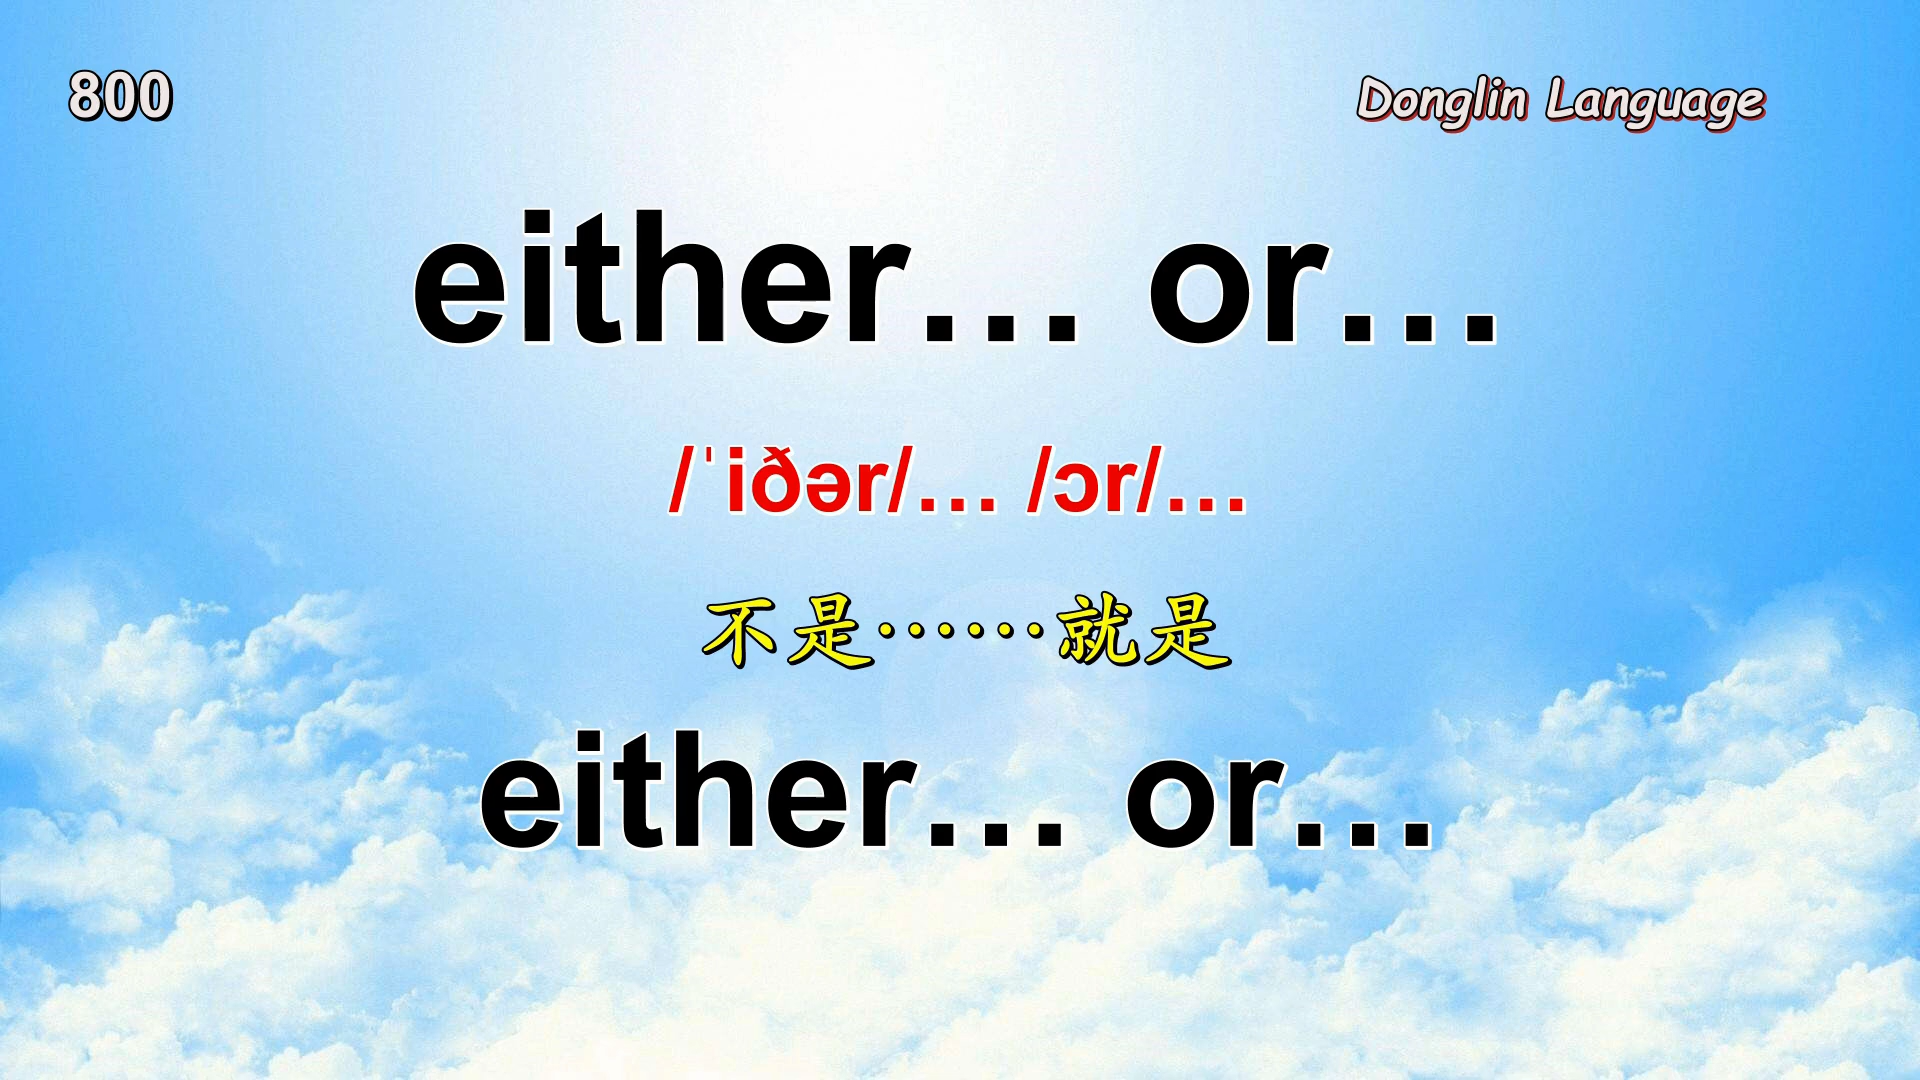 800
Donglin Language
either… or…
/ˈiðər/… /ɔr/…
不是……就是
either… or…